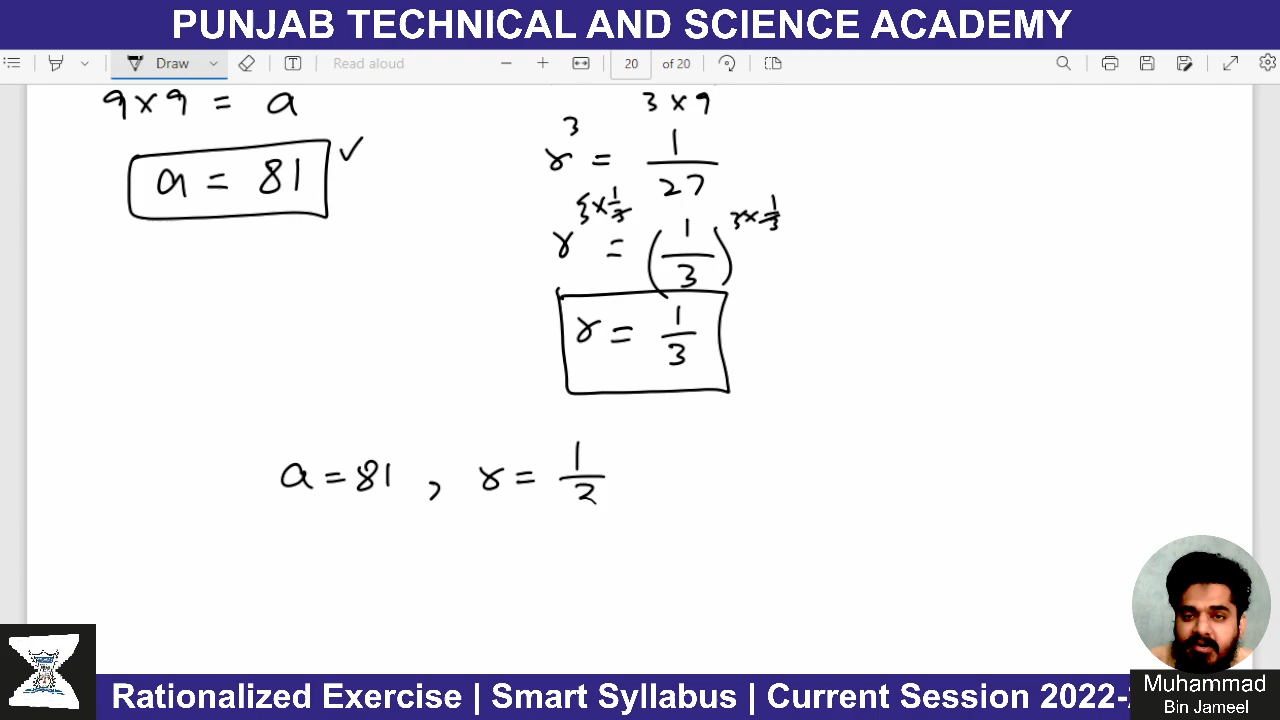 PUNJAB TECHNICAL AND SCIENCE ACADEMY
Draw Read aloud 20 of 20
9 × 9 = a
3 × 9
a = 81 ✓
r³ = 1/27
r^(3×1/3) = (1/3)^(3×1/3)
r = 1/3
a = 81 , r = 1/3
Muhammad
Bin Jameel
Rationalized Exercise | Smart Syllabus | Current Session 2022-